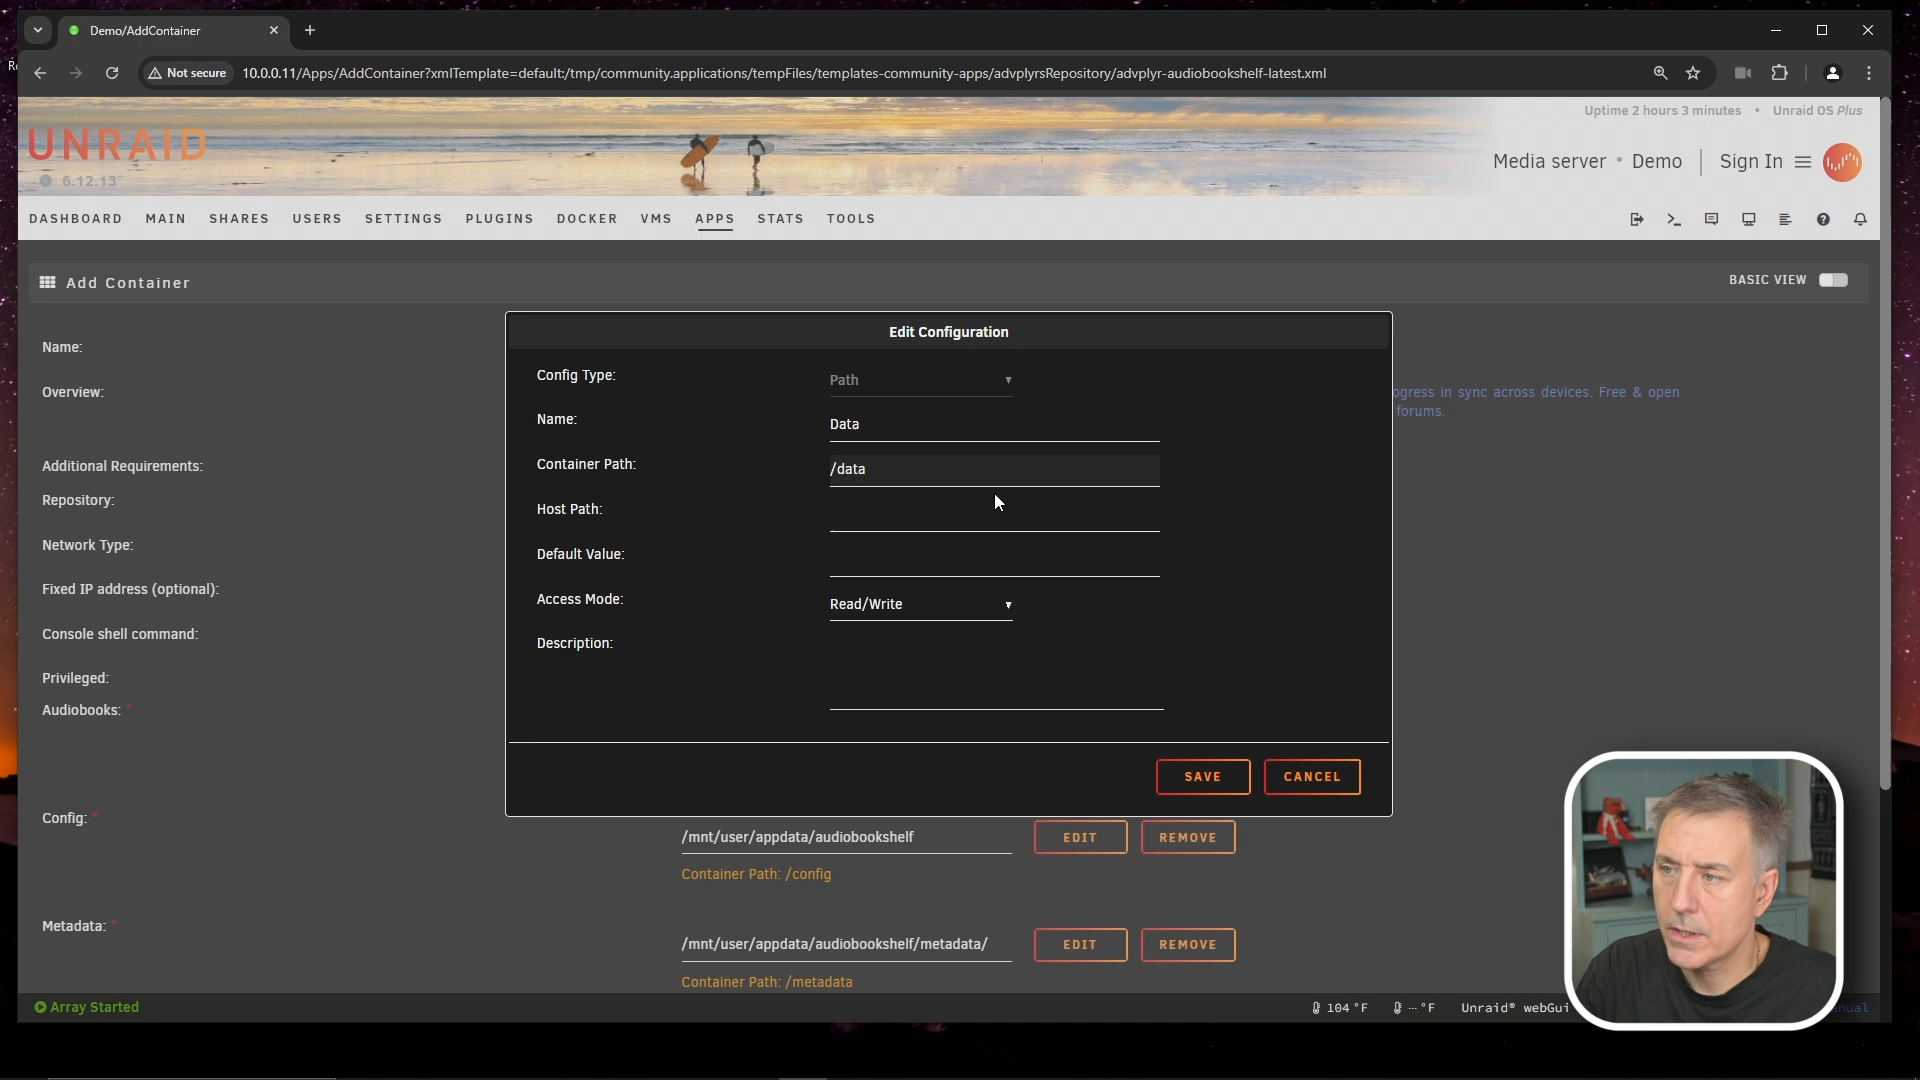 Demo/AddContainer
Not secure
10.0.0.11/Apps/AddContainer?xmlTemplate=default:/tmp/community.applications/tempFiles/templates-community-apps/advplyrsRepository/advplyr-audiobookshelf-latest.xml
UNRAID
6.12.13
Uptime 2 hours 3 minutes • Unraid OS Plus
Media server • Demo
Sign In
DASHBOARD MAIN SHARES USERS SETTINGS PLUGINS DOCKER VMS APPS STATS TOOLS
Add Container
BASIC VIEW
Name:
Overview:
ogress in sync across devices. Free & open
forums.
Additional Requirements:
Repository:
Network Type:
Fixed IP address (optional):
Console shell command:
Privileged:
Audiobooks: *
Edit Configuration
Config Type: Path
Name: Data
Container Path: /data
Host Path:
Default Value:
Access Mode: Read/Write
Description:
SAVE CANCEL
Config: *
/mnt/user/appdata/audiobookshelf EDIT REMOVE
Container Path: /config
Metadata: *
/mnt/user/appdata/audiobookshelf/metadata/ EDIT REMOVE
Container Path: /metadata
Array Started
104 °F -- °F Unraid® webGui
nual